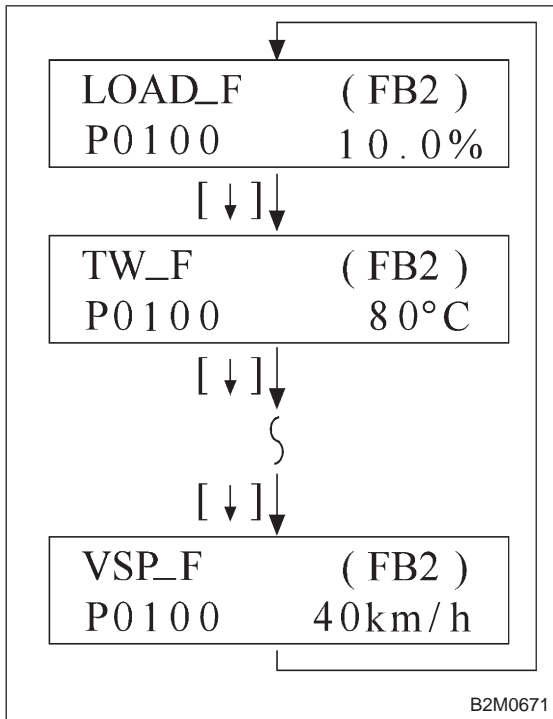 LOAD_F (FB2)
P0100 10.0%
[↓]
TW_F (FB2)
P0100 80°C
[↓]
[↓]
VSP_F (FB2)
P0100 40km/h
B2M0671